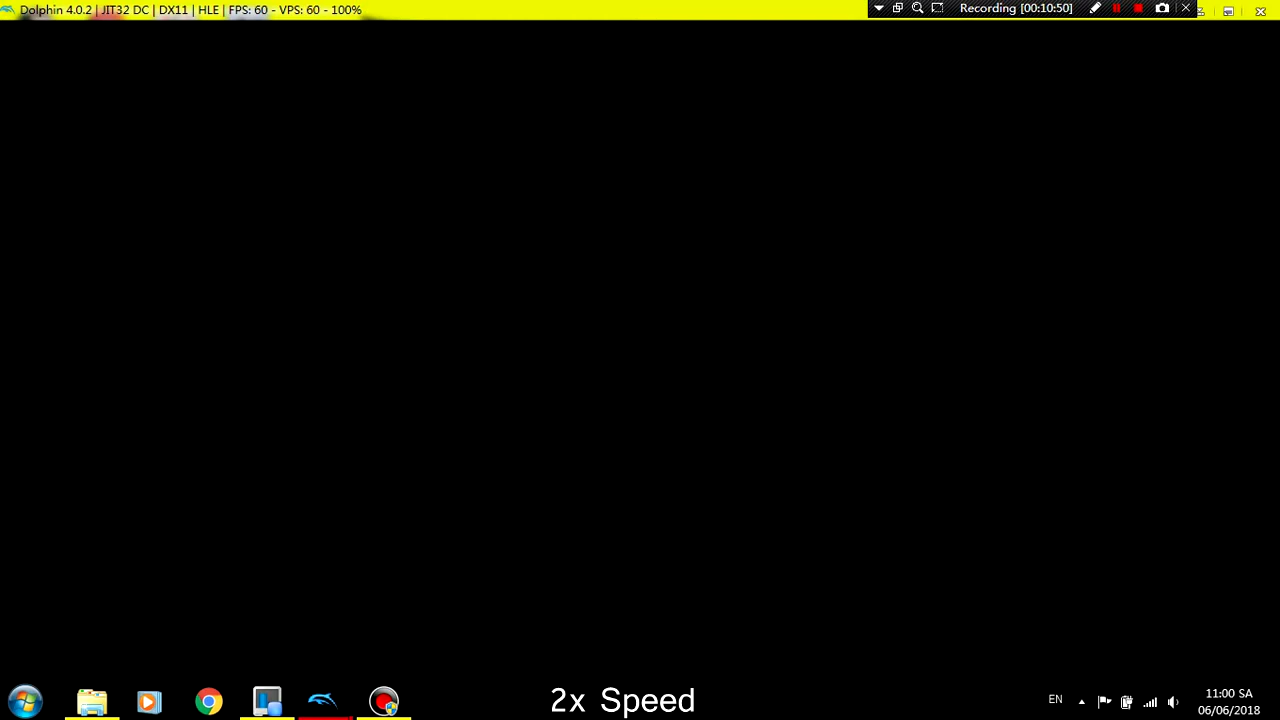 Dolphin 4.0.2 | JIT32 DC | DX11 | HLE | FPS: 60 - VPS: 60 - 100%
Recording [00:10:50]
2x Speed
EN
11:00 SA
06/06/2018